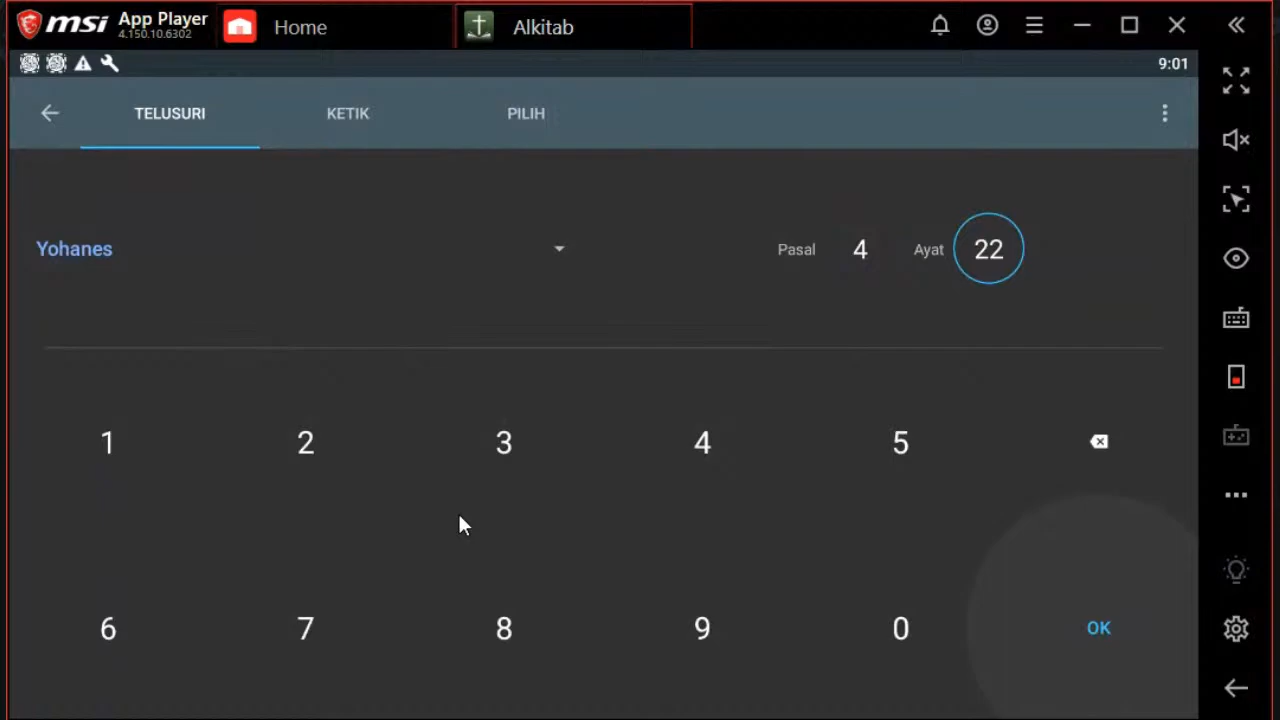 msi App Player
4.150.10.6302
Home
Alkitab
9:01
TELUSURI
KETIK
PILIH
Yohanes
Pasal 4 Ayat 22
1 2 3 4 5
6 7 8 9 0 OK